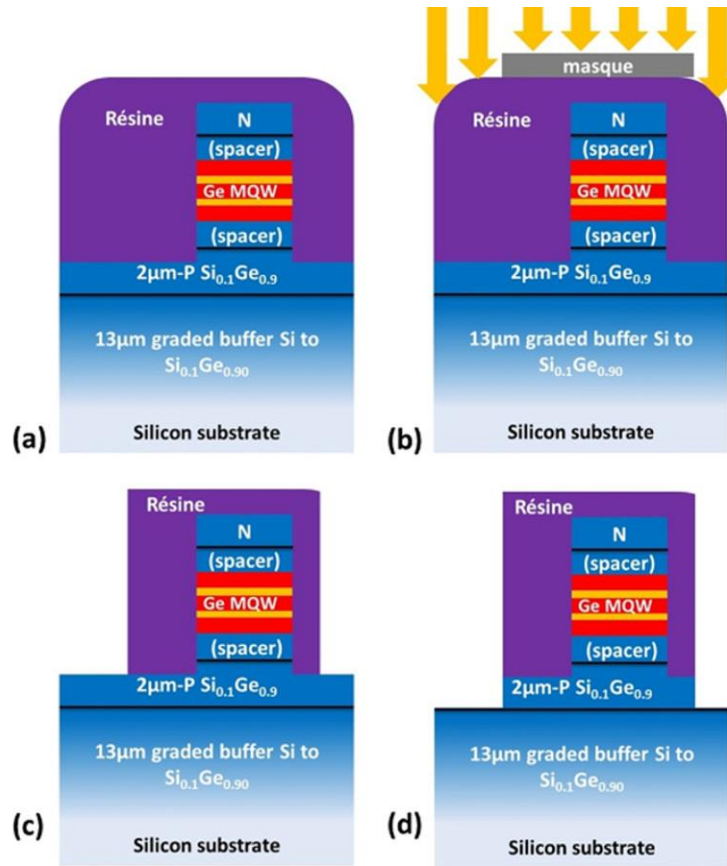 Résine
N
(spacer)
Ge MQW
(spacer)
2µm-P Si₀.₁Ge₀.₉
13µm graded buffer Si to
Si₀.₁Ge₀.₉₀
(a)
Silicon substrate
masque
Résine
N
(spacer)
Ge MQW
(spacer)
2µm-P Si₀.₁Ge₀.₉
13µm graded buffer Si to
Si₀.₁Ge₀.₉₀
(b)
Silicon substrate
Résine
N
(spacer)
Ge MQW
(spacer)
2µm-P Si₀.₁Ge₀.₉
13µm graded buffer Si to
Si₀.₁Ge₀.₉₀
(c)
Silicon substrate
Résine
N
(spacer)
Ge MQW
(spacer)
2µm-P Si₀.₁Ge₀.₉
13µm graded buffer Si to
Si₀.₁Ge₀.₉₀
(d)
Silicon substrate